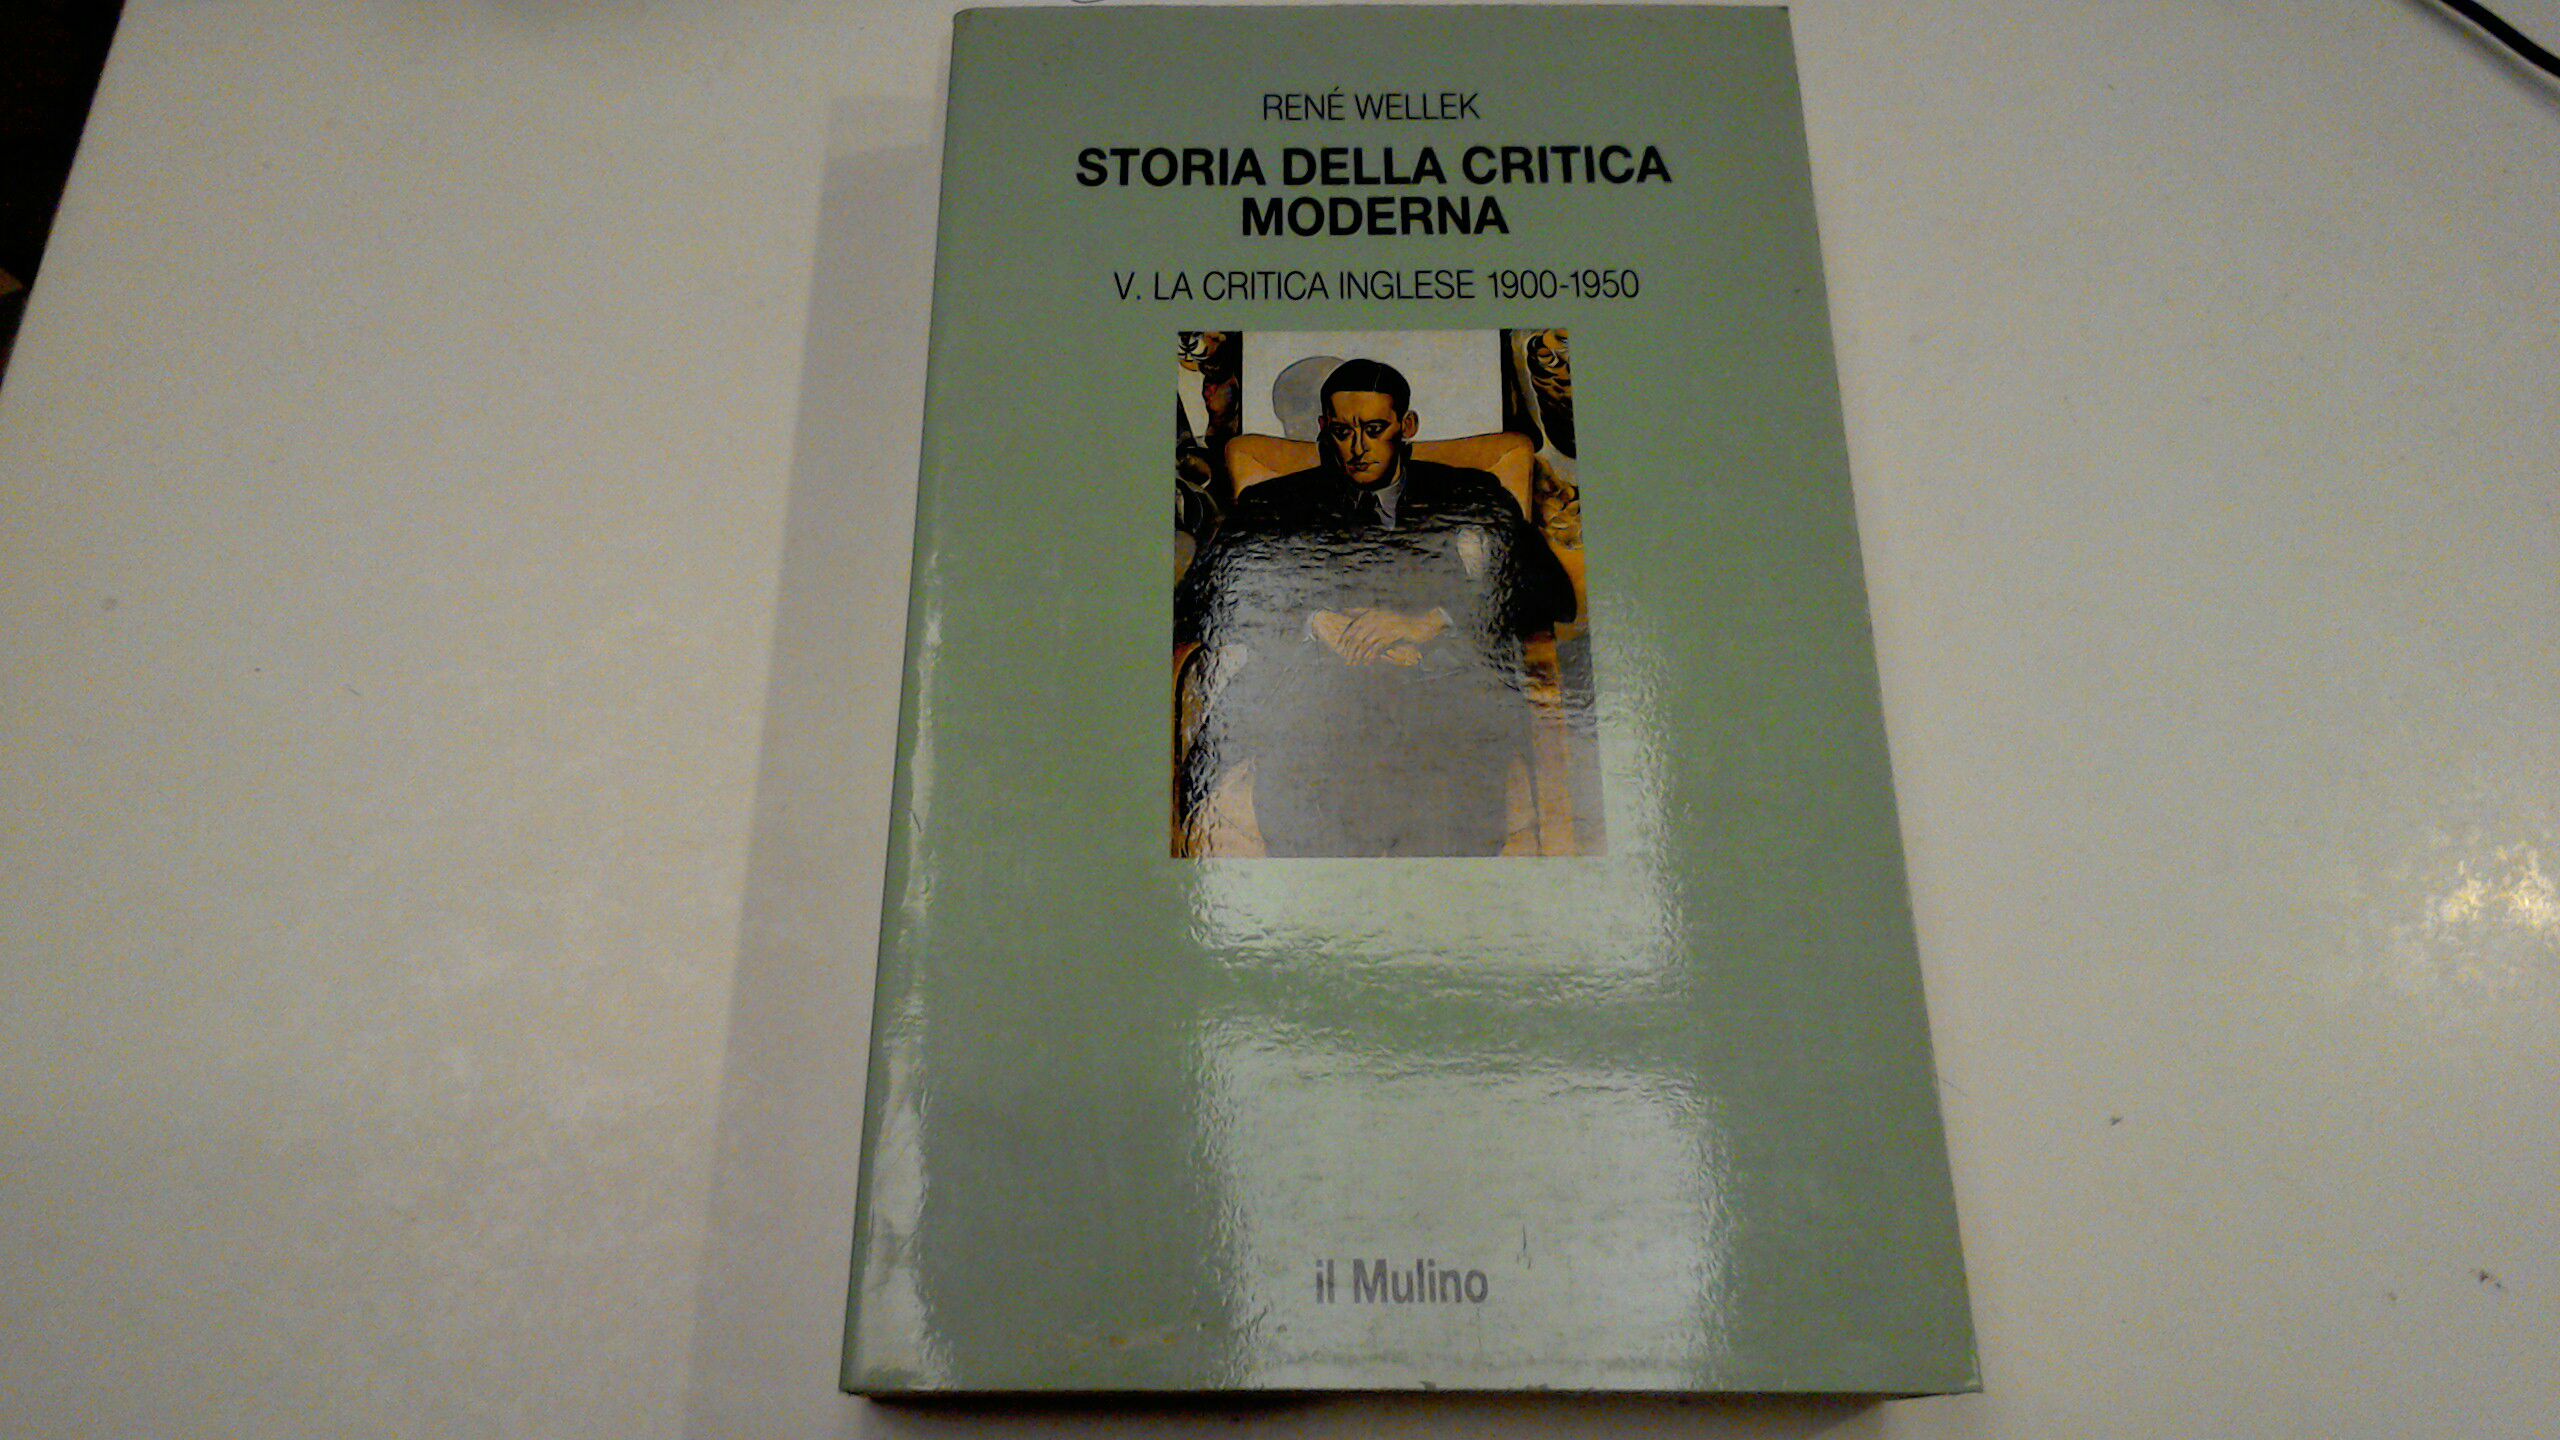 RENÉ WELLEK
STORIA DELLA CRITICA
MODERNA
V. LA CRITICA INGLESE 1900-1950
il Mulino